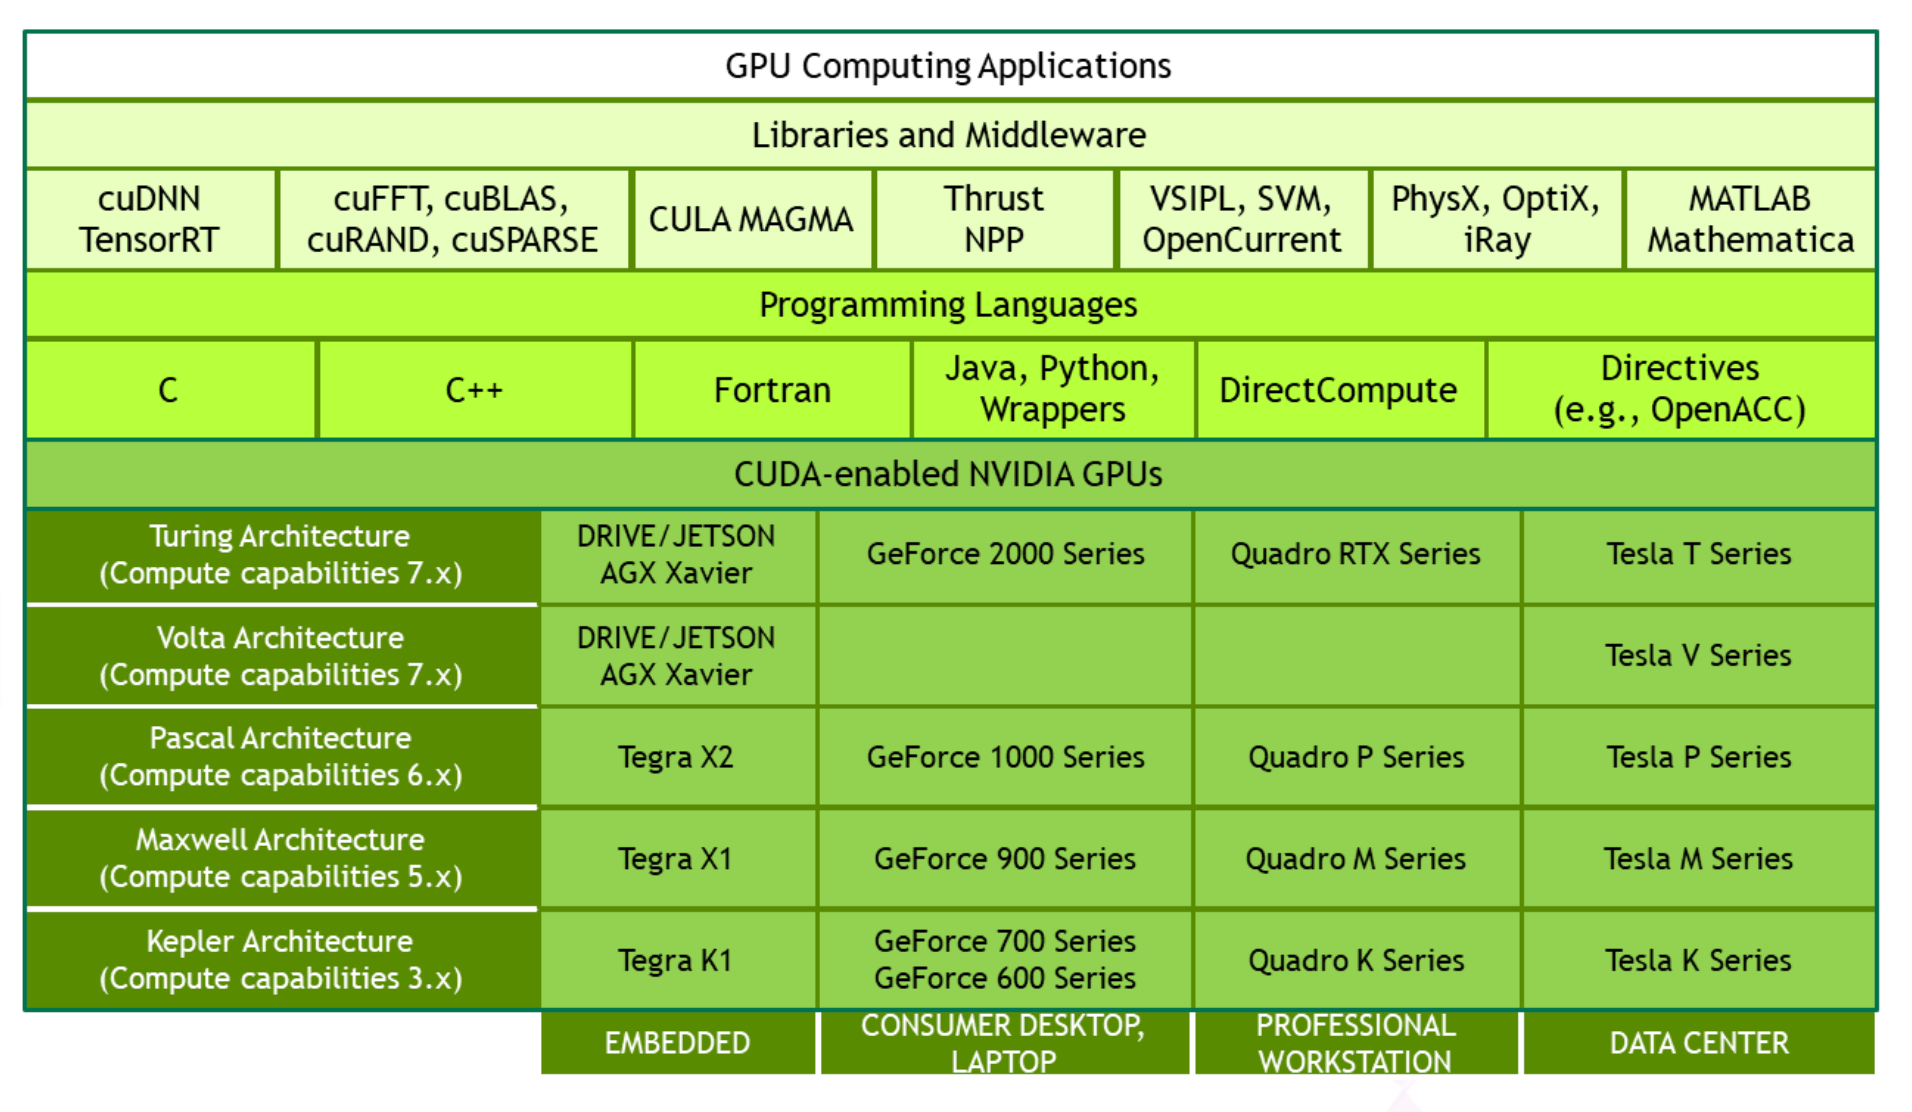 GPU Computing Applications
Libraries and Middleware
cuDNN
TensorRT
cuFFT, cuBLAS,
cuRAND, cuSPARSE
CULA MAGMA
Thrust
NPP
VSIPL, SVM,
OpenCurrent
PhysX, OptiX,
iRay
MATLAB
Mathematica
Programming Languages
C
C++
Fortran
Java, Python,
Wrappers
DirectCompute
Directives
(e.g., OpenACC)
CUDA-enabled NVIDIA GPUs
Turing Architecture
(Compute capabilities 7.x)
DRIVE/JETSON
AGX Xavier
GeForce 2000 Series
Quadro RTX Series
Tesla T Series
Volta Architecture
(Compute capabilities 7.x)
DRIVE/JETSON
AGX Xavier
Tesla V Series
Pascal Architecture
(Compute capabilities 6.x)
Tegra X2
GeForce 1000 Series
Quadro P Series
Tesla P Series
Maxwell Architecture
(Compute capabilities 5.x)
Tegra X1
GeForce 900 Series
Quadro M Series
Tesla M Series
Kepler Architecture
(Compute capabilities 3.x)
Tegra K1
GeForce 700 Series
GeForce 600 Series
Quadro K Series
Tesla K Series
EMBEDDED
CONSUMER DESKTOP,
LAPTOP
PROFESSIONAL
WORKSTATION
DATA CENTER